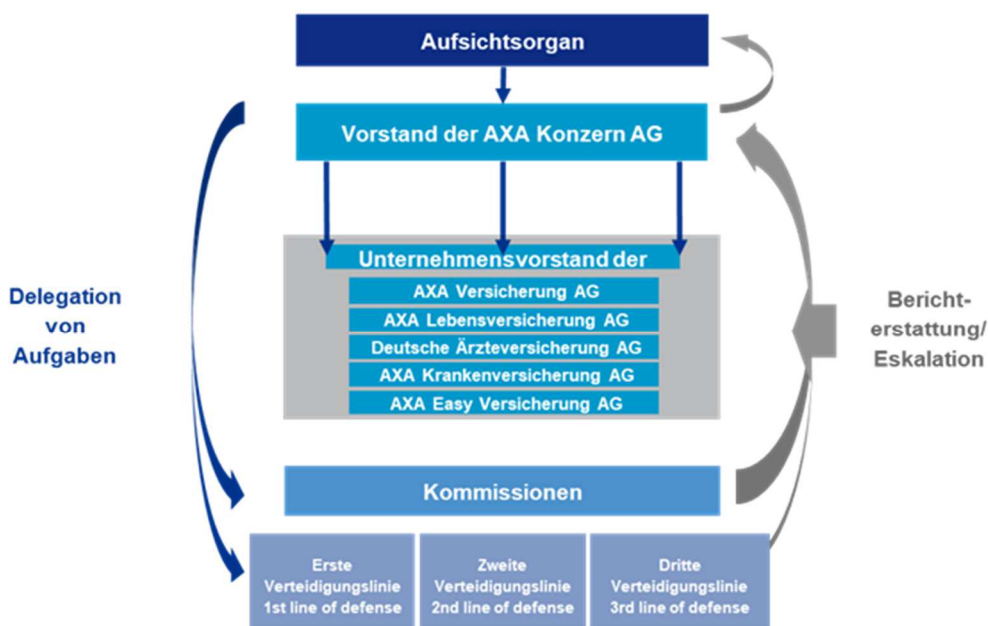 Aufsichtsorgan
Vorstand der AXA Konzern AG
Unternehmensvorstand der
AXA Versicherung AG
AXA Lebensversicherung AG
Deutsche Ärzteversicherung AG
AXA Krankenversicherung AG
AXA Easy Versicherung AG
Delegation
von
Aufgaben
Bericht-
erstattung/
Eskalation
Kommissionen
Erste
Verteidigungslinie
1st line of defense
Zweite
Verteidigungslinie
2nd line of defense
Dritte
Verteidigungslinie
3rd line of defense